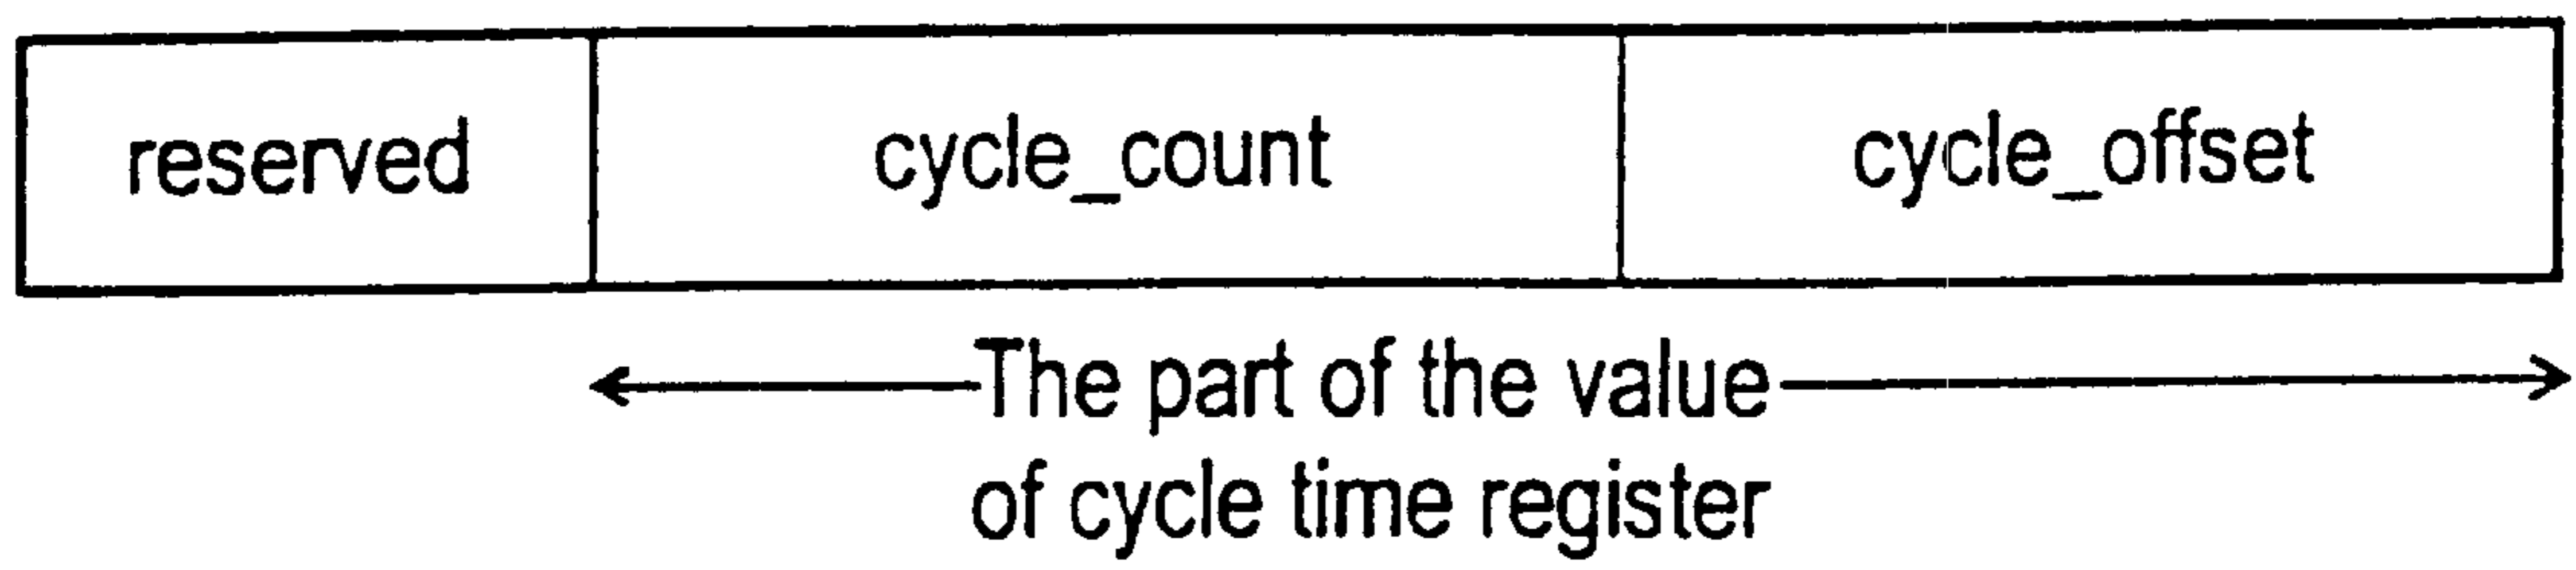 reserved cycle_count cycle_offset
The part of the value
of cycle time register